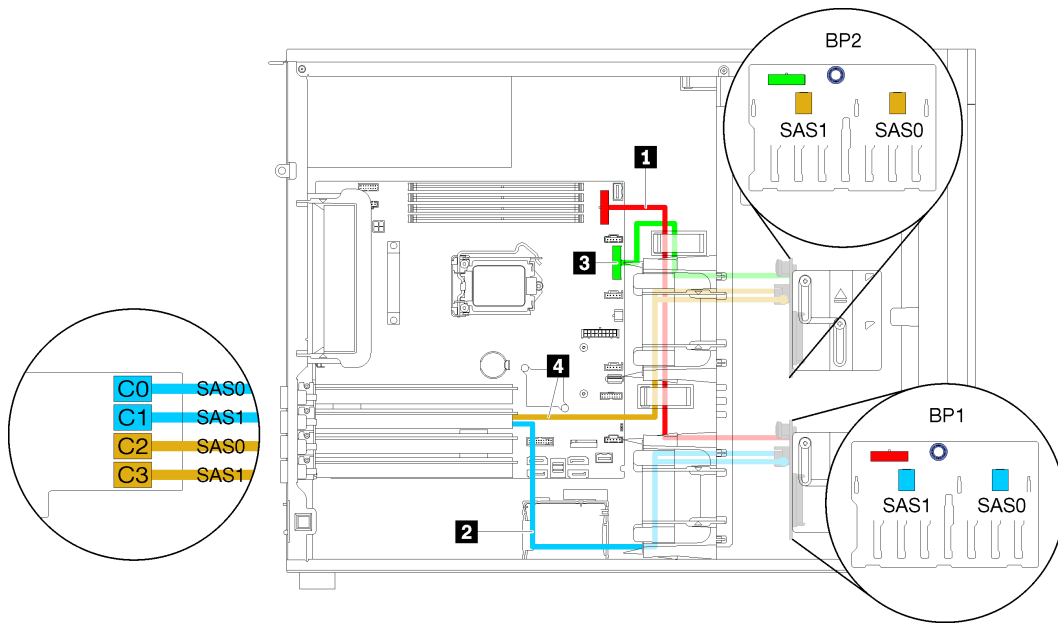 BP2
SAS1 SAS0
1
3
4
C0 SAS0
C1 SAS1
C2 SAS0
C3 SAS1
2
BP1
SAS1 SAS0